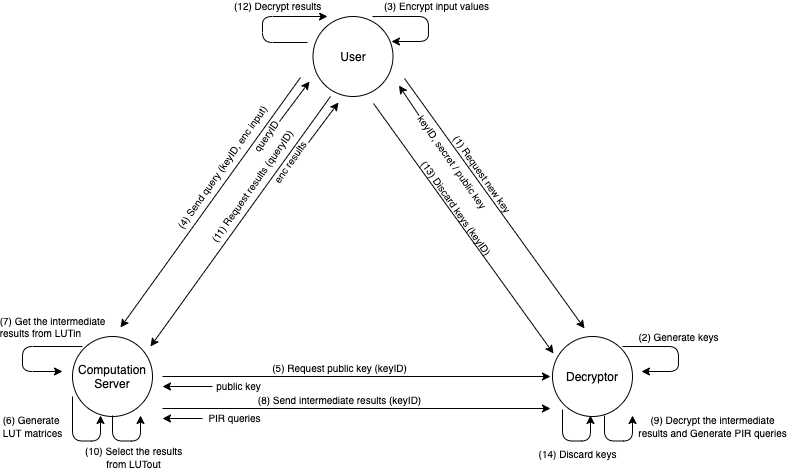 (12) Decrypt results
(3) Encrypt input values
User
(4) Send query (keyID, enc input)
queryID
(11) Request results (queryID)
enc results
(1) Request new key
keyID, secret / public key
(13) Discard keys (keyID)
(7) Get the intermediate
results from LUTin
Computation
Server
(5) Request public key (keyID)
public key
(8) Send intermediate results (keyID)
PIR queries
Decryptor
(2) Generate keys
(6) Generate
LUT matrices
(10) Select the results
from LUTout
(9) Decrypt the intermediate
results and Generate PIR queries
(14) Discard keys